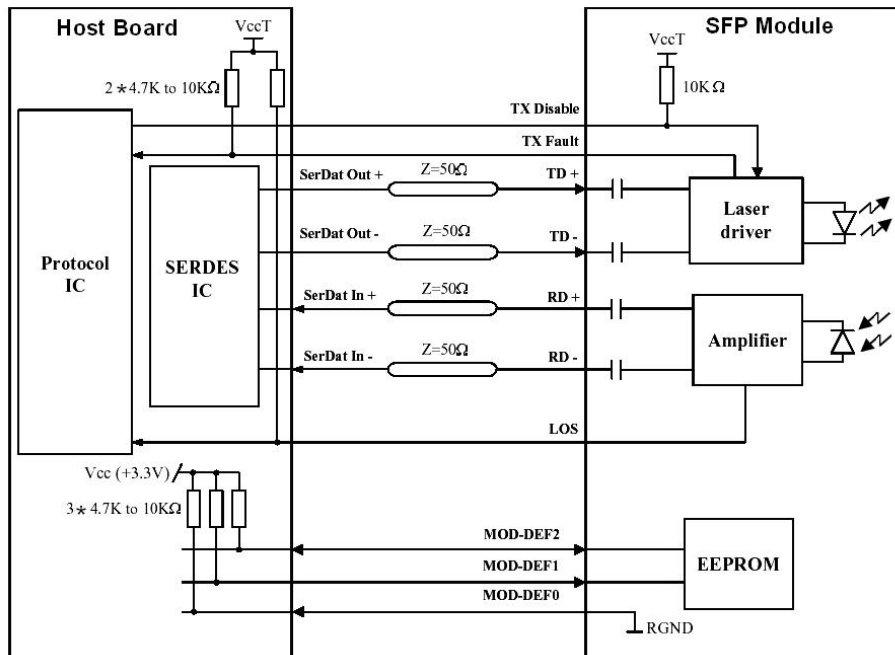 Host Board
SFP Module
VccT
VccT
2*4.7K to 10KΩ
10KΩ
TX Disable
TX Fault
SerDat Out +
Z=50Ω
TD +
SerDat Out -
Z=50Ω
TD -
Laser driver
Protocol IC
SERDES IC
SerDat In +
Z=50Ω
RD +
SerDat In -
Z=50Ω
RD -
Amplifier
LOS
Vcc (+3.3V)
3*4.7K to 10KΩ
MOD-DEF2
MOD-DEF1
MOD-DEF0
EEPROM
RGND